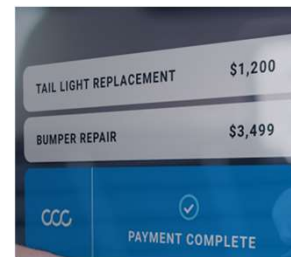 TAIL LIGHT REPLACEMENT $1,200
BUMPER REPAIR $3,499
CCC
PAYMENT COMPLETE